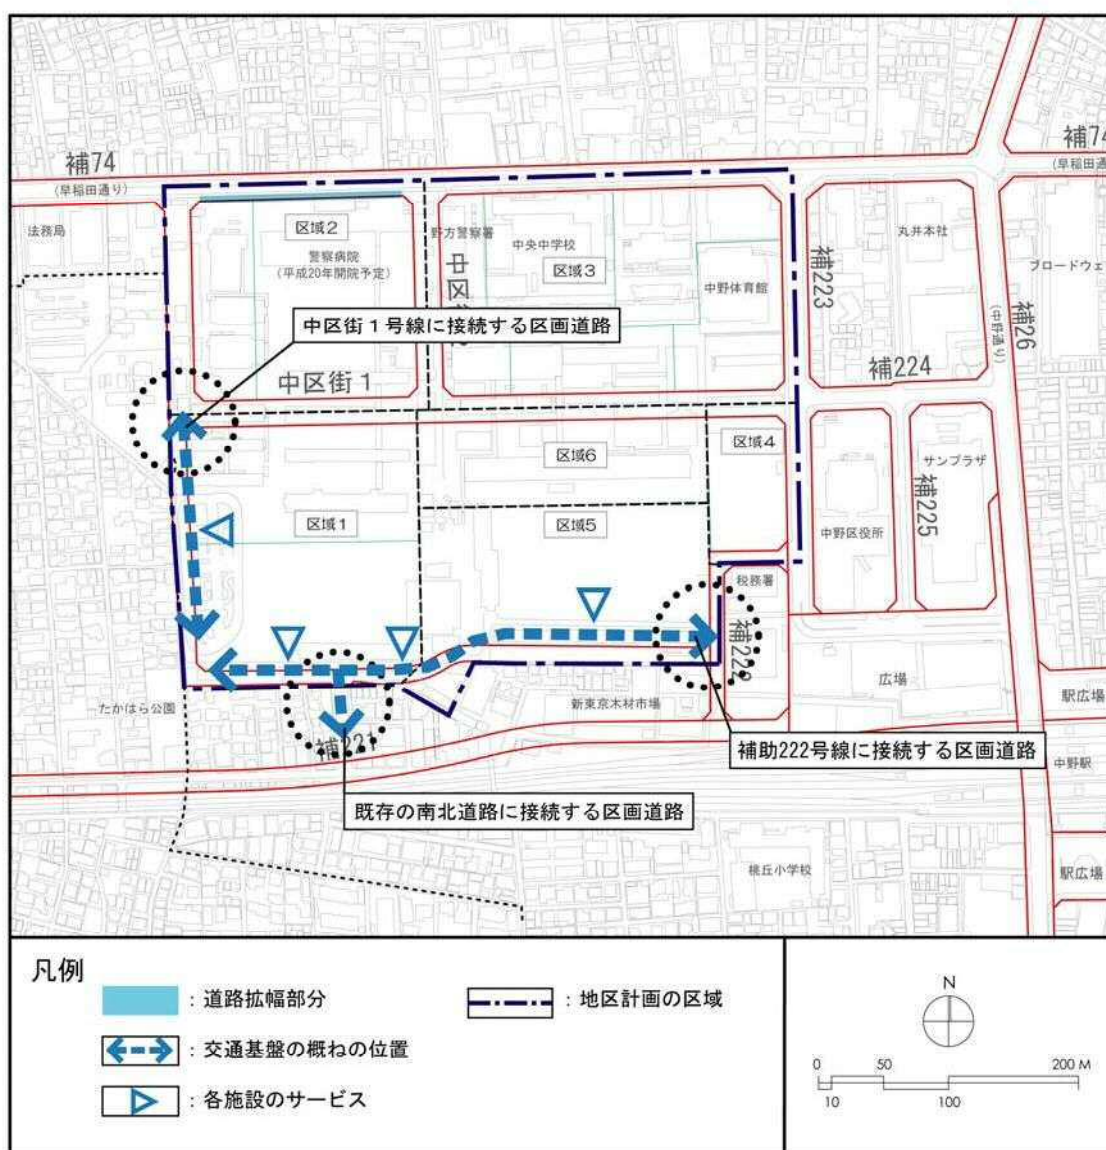 補74
(早稲田通り)
補74
(早稲田通
法務局
区域2
警察病院
(平成20年開院予定)
野方警察署
中央中学校
区域3
中野体育館
中区街
補223
丸井本社
ブロードウェ
補26
(中野通り)
中区街1号線に接続する区画道路
中区街1
補224
区域4
区域6
サンプラザ
補225
区域1
区域5
中野区役所
税務署
補222
広場
たかはら公園
新東京木材市場
駅広場
補221
補助222号線に接続する区画道路
中野駅
既存の南北道路に接続する区画道路
桃丘小学校
駅広場
凡例
:道路拡幅部分
:地区計画の区域
:交通基盤の概ねの位置
:各施設のサービス
N
0 50 200 M
10 100